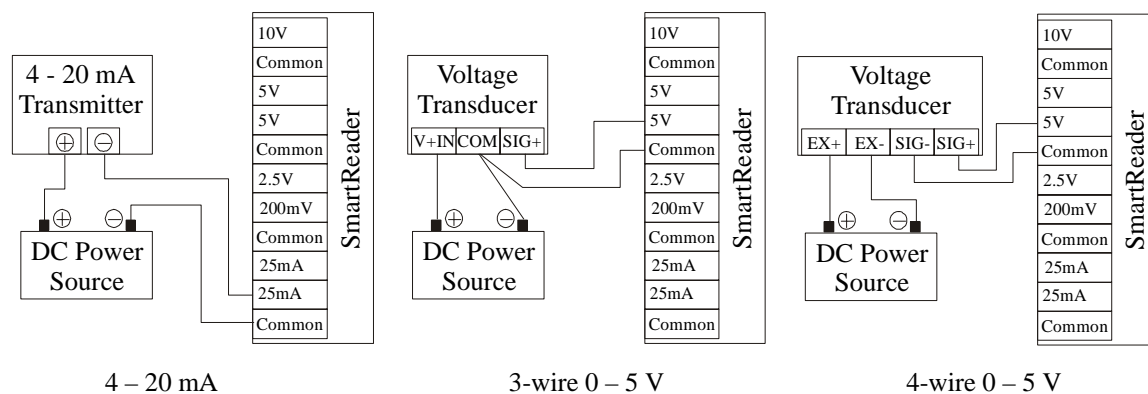 4 - 20 mA
Transmitter
⊕ ⊖
⊕ ⊖
DC Power
Source
10V
Common
5V
5V
Common
2.5V
200mV
Common
25mA
25mA
Common
SmartReader
4 – 20 mA
Voltage
Transducer
V+IN COM SIG+
⊕ ⊖
DC Power
Source
10V
Common
5V
5V
Common
2.5V
200mV
Common
25mA
25mA
Common
SmartReader
3-wire 0 – 5 V
Voltage
Transducer
EX+ EX- SIG- SIG+
⊕ ⊖
DC Power
Source
10V
Common
5V
5V
Common
2.5V
200mV
Common
25mA
25mA
Common
SmartReader
4-wire 0 – 5 V